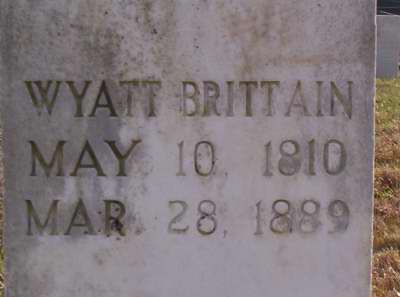 WYATT BRITTAIN
MAY 10, 1810
MAR. 28, 1889